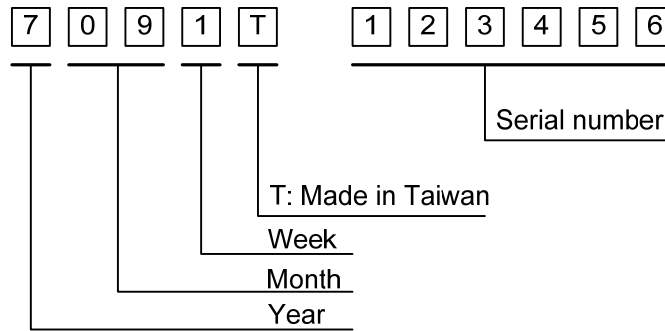 7 0 9 1 T 1 2 3 4 5 6
Serial number
T: Made in Taiwan
Week
Month
Year